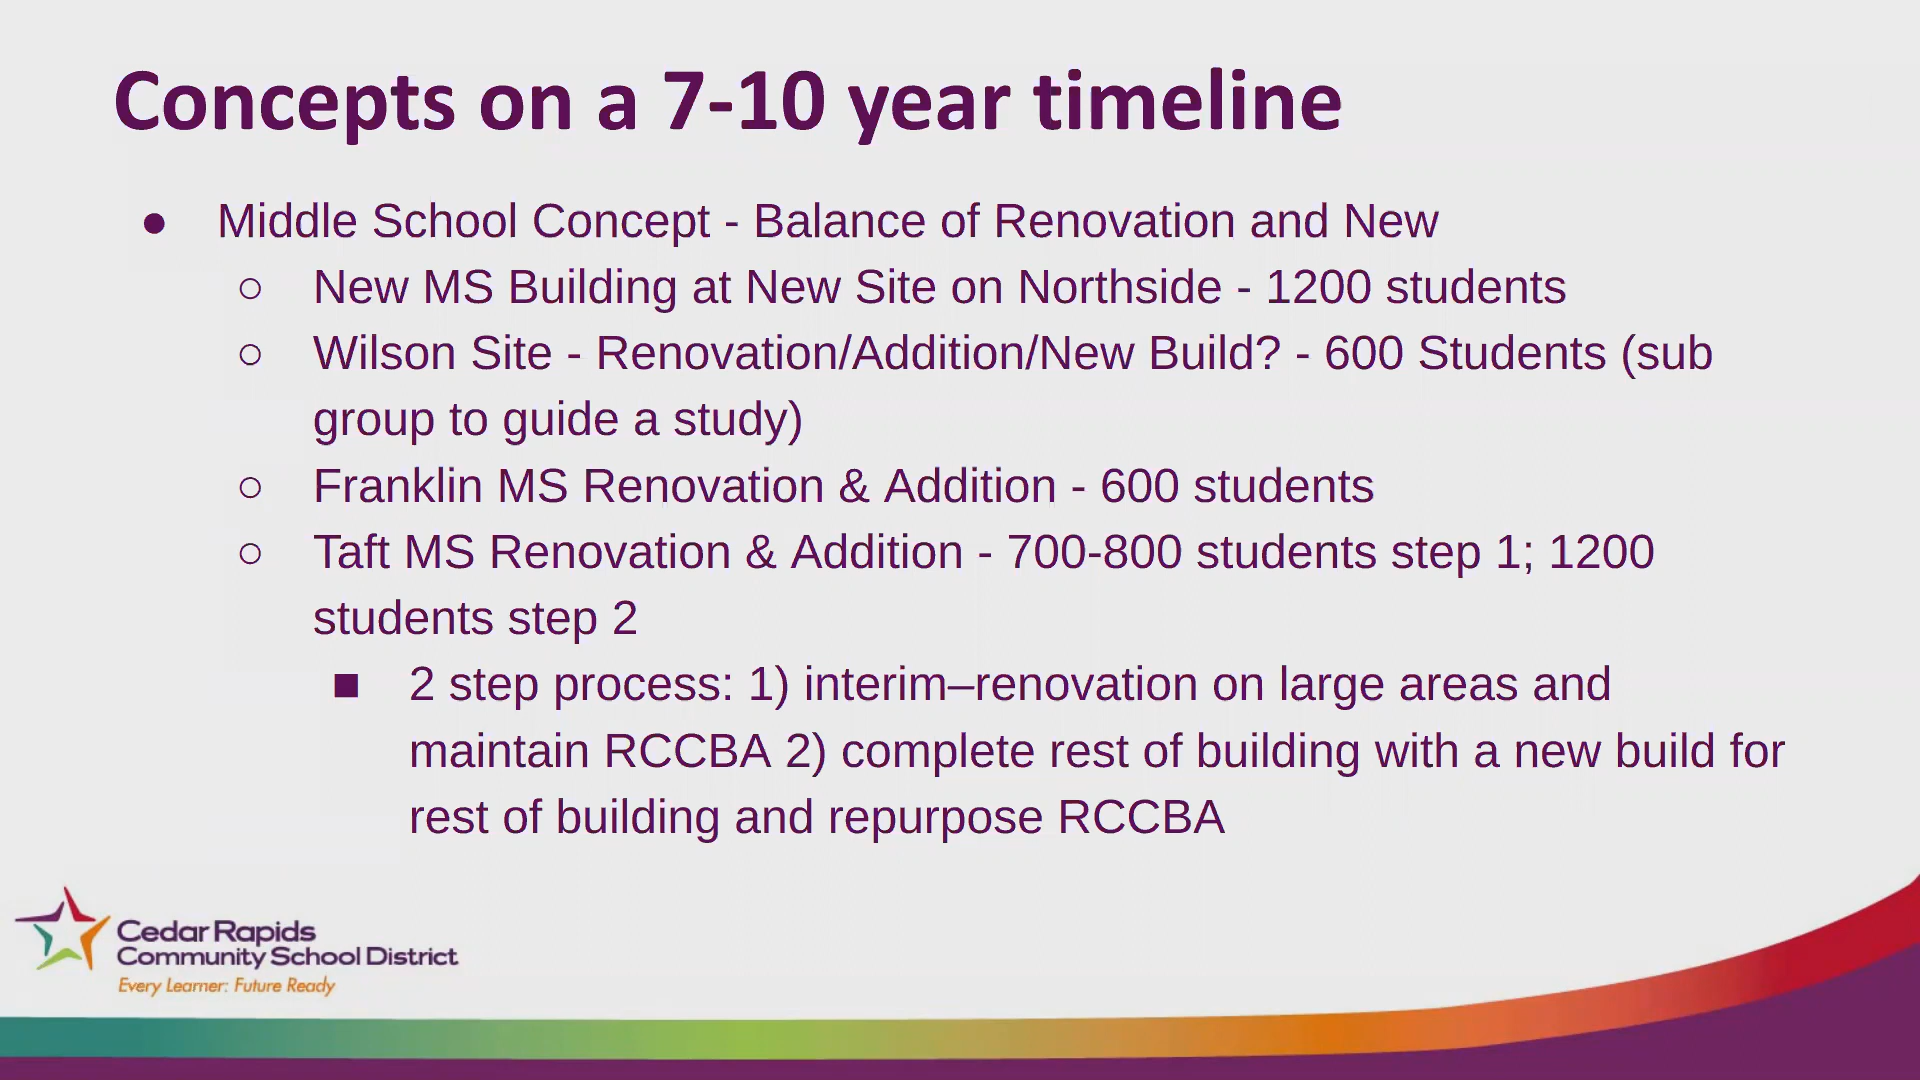 Concepts on a 7-10 year timeline
● Middle School Concept - Balance of Renovation and New
○ New MS Building at New Site on Northside - 1200 students
○ Wilson Site - Renovation/Addition/New Build? - 600 Students (sub
group to guide a study)
○ Franklin MS Renovation & Addition - 600 students
○ Taft MS Renovation & Addition - 700-800 students step 1; 1200
students step 2
■ 2 step process: 1) interim–renovation on large areas and
maintain RCCBA 2) complete rest of building with a new build for
rest of building and repurpose RCCBA
Cedar Rapids
Community School District
Every Learner: Future Ready